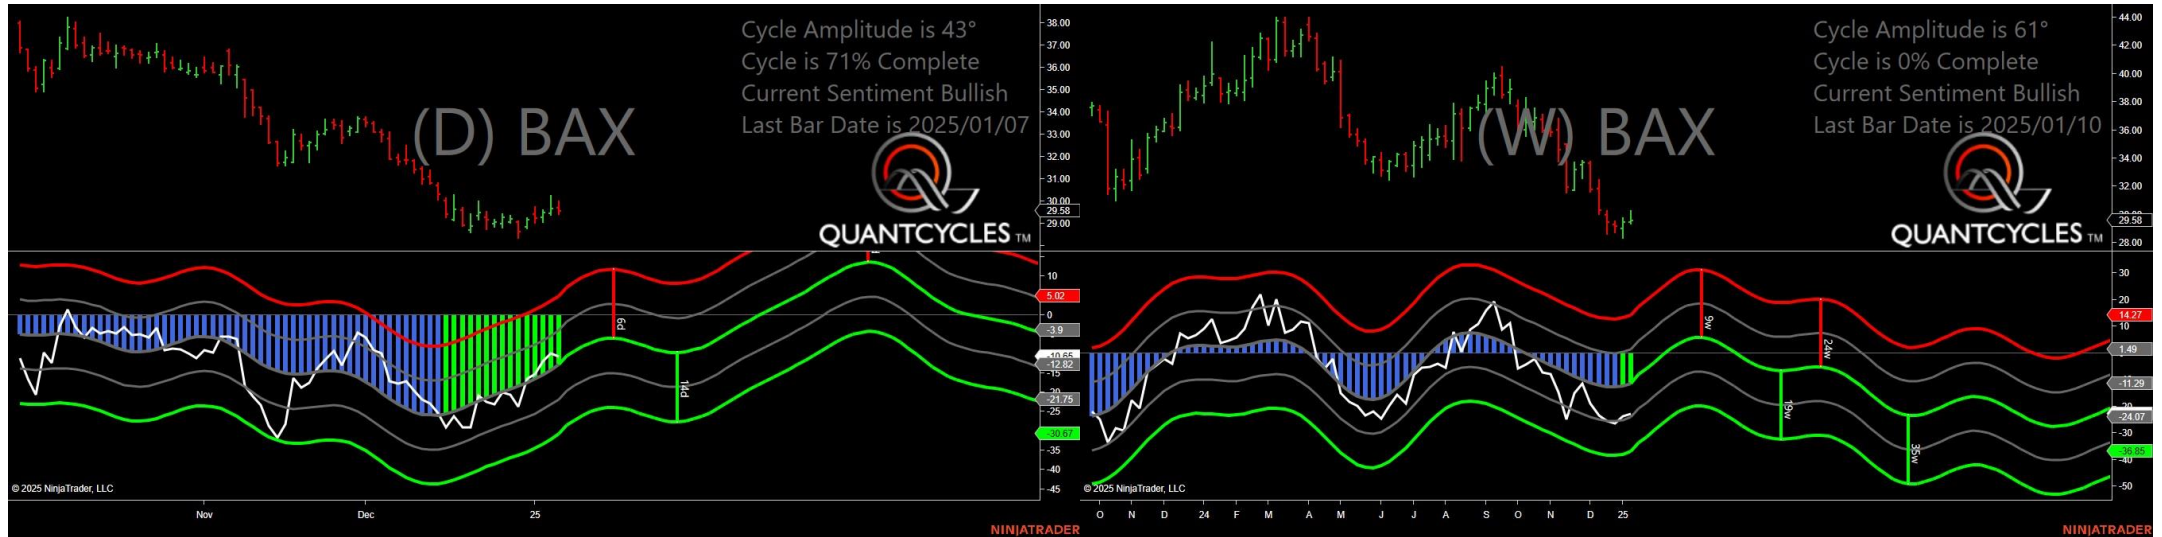 Cycle Amplitude is 43°
Cycle is 71% Complete
Current Sentiment Bullish
Last Bar Date is 2025/01/07
(D) BAX
QUANTCYCLES TM
38.00
37.00
36.00
35.00
34.00
33.00
32.00
31.00
30.00
29.58
29.00
10
5.02
0
-3.9
-10.65
-12.82
-15
-20
-21.75
-25
-30.67
-35
-40
-45
6d
14d
© 2025 NinjaTrader, LLC
Nov Dec 25
NINJATRADER
Cycle Amplitude is 61°
Cycle is 0% Complete
Current Sentiment Bullish
Last Bar Date is 2025/01/10
(W) BAX
QUANTCYCLES TM
44.00
42.00
40.00
38.00
36.00
34.00
32.00
30.00
29.58
28.00
30
20
14.27
10
1.49
-11.29
-24.07
-30
-36.85
-40
-50
9w
24w
19w
35w
© 2025 NinjaTrader, LLC
O N D 24 F M A M J J A S O N D 25
NINJATRADER